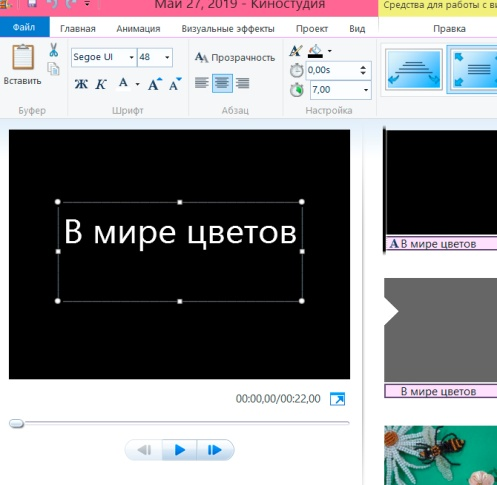 Май 27, 2019 - Киностудия
Средства для работы с ви
Файл
Главная
Анимация
Визуальные эффекты
Проект
Вид
Правка
Вставить
Segoe UI
48
Прозрачность
0,00s
7,00
Ж К А А А
Буфер
Шрифт
Абзац
Настройка
В мире цветов
A В мире цветов
В мире цветов
00:00,00/00:22,00